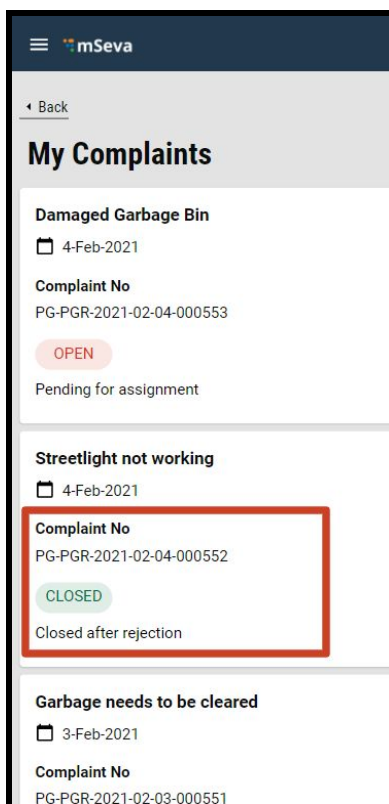 mSeva
Back
My Complaints
Damaged Garbage Bin
4-Feb-2021
Complaint No
PG-PGR-2021-02-04-000553
OPEN
Pending for assignment
Streetlight not working
4-Feb-2021
Complaint No
PG-PGR-2021-02-04-000552
CLOSED
Closed after rejection
Garbage needs to be cleared
3-Feb-2021
Complaint No
PG-PGR-2021-02-03-000551